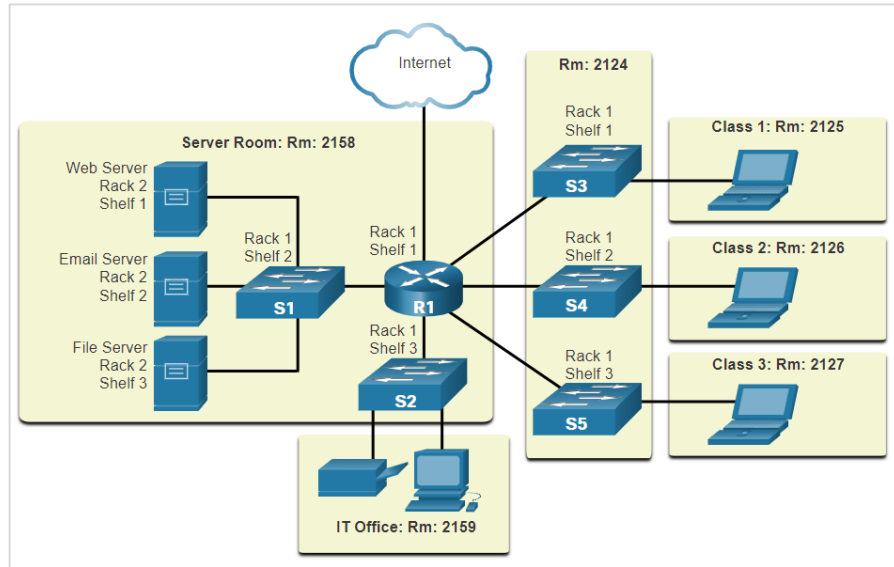 Internet
Rm: 2124
Rack 1
Shelf 1
S3
Class 1: Rm: 2125
Server Room: Rm: 2158
Web Server
Rack 2
Shelf 1
Rack 1
Shelf 2
S1
Rack 1
Shelf 1
R1
Email Server
Rack 2
Shelf 2
File Server
Rack 2
Shelf 3
Rack 1
Shelf 3
S2
Rack 1
Shelf 2
S4
Class 2: Rm: 2126
Rack 1
Shelf 3
S5
Class 3: Rm: 2127
IT Office: Rm: 2159